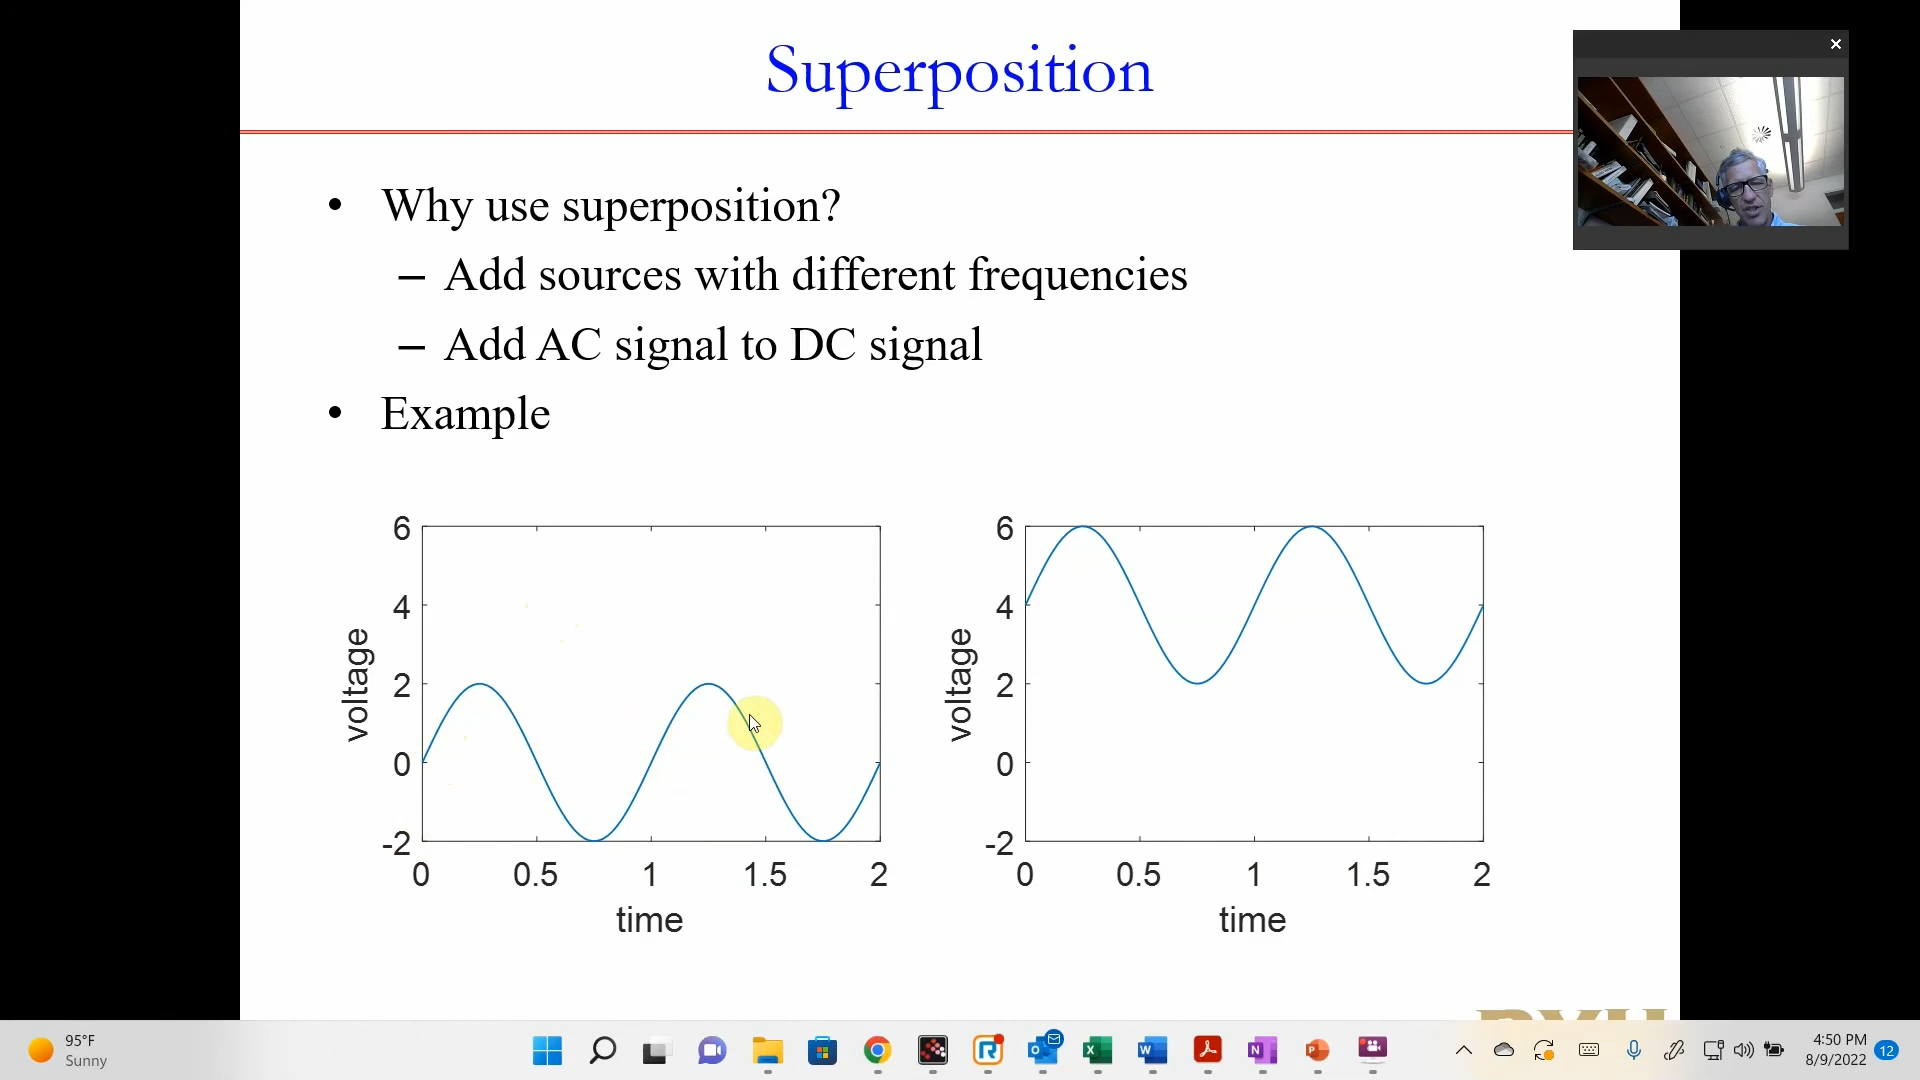 Superposition
• Why use superposition?
– Add sources with different frequencies
– Add AC signal to DC signal
• Example
6
4
2
0
-2
voltage
0 0.5 1 1.5 2
time
6
4
2
0
-2
voltage
0 0.5 1 1.5 2
time
95°F
Sunny
4:50 PM
8/9/2022
12